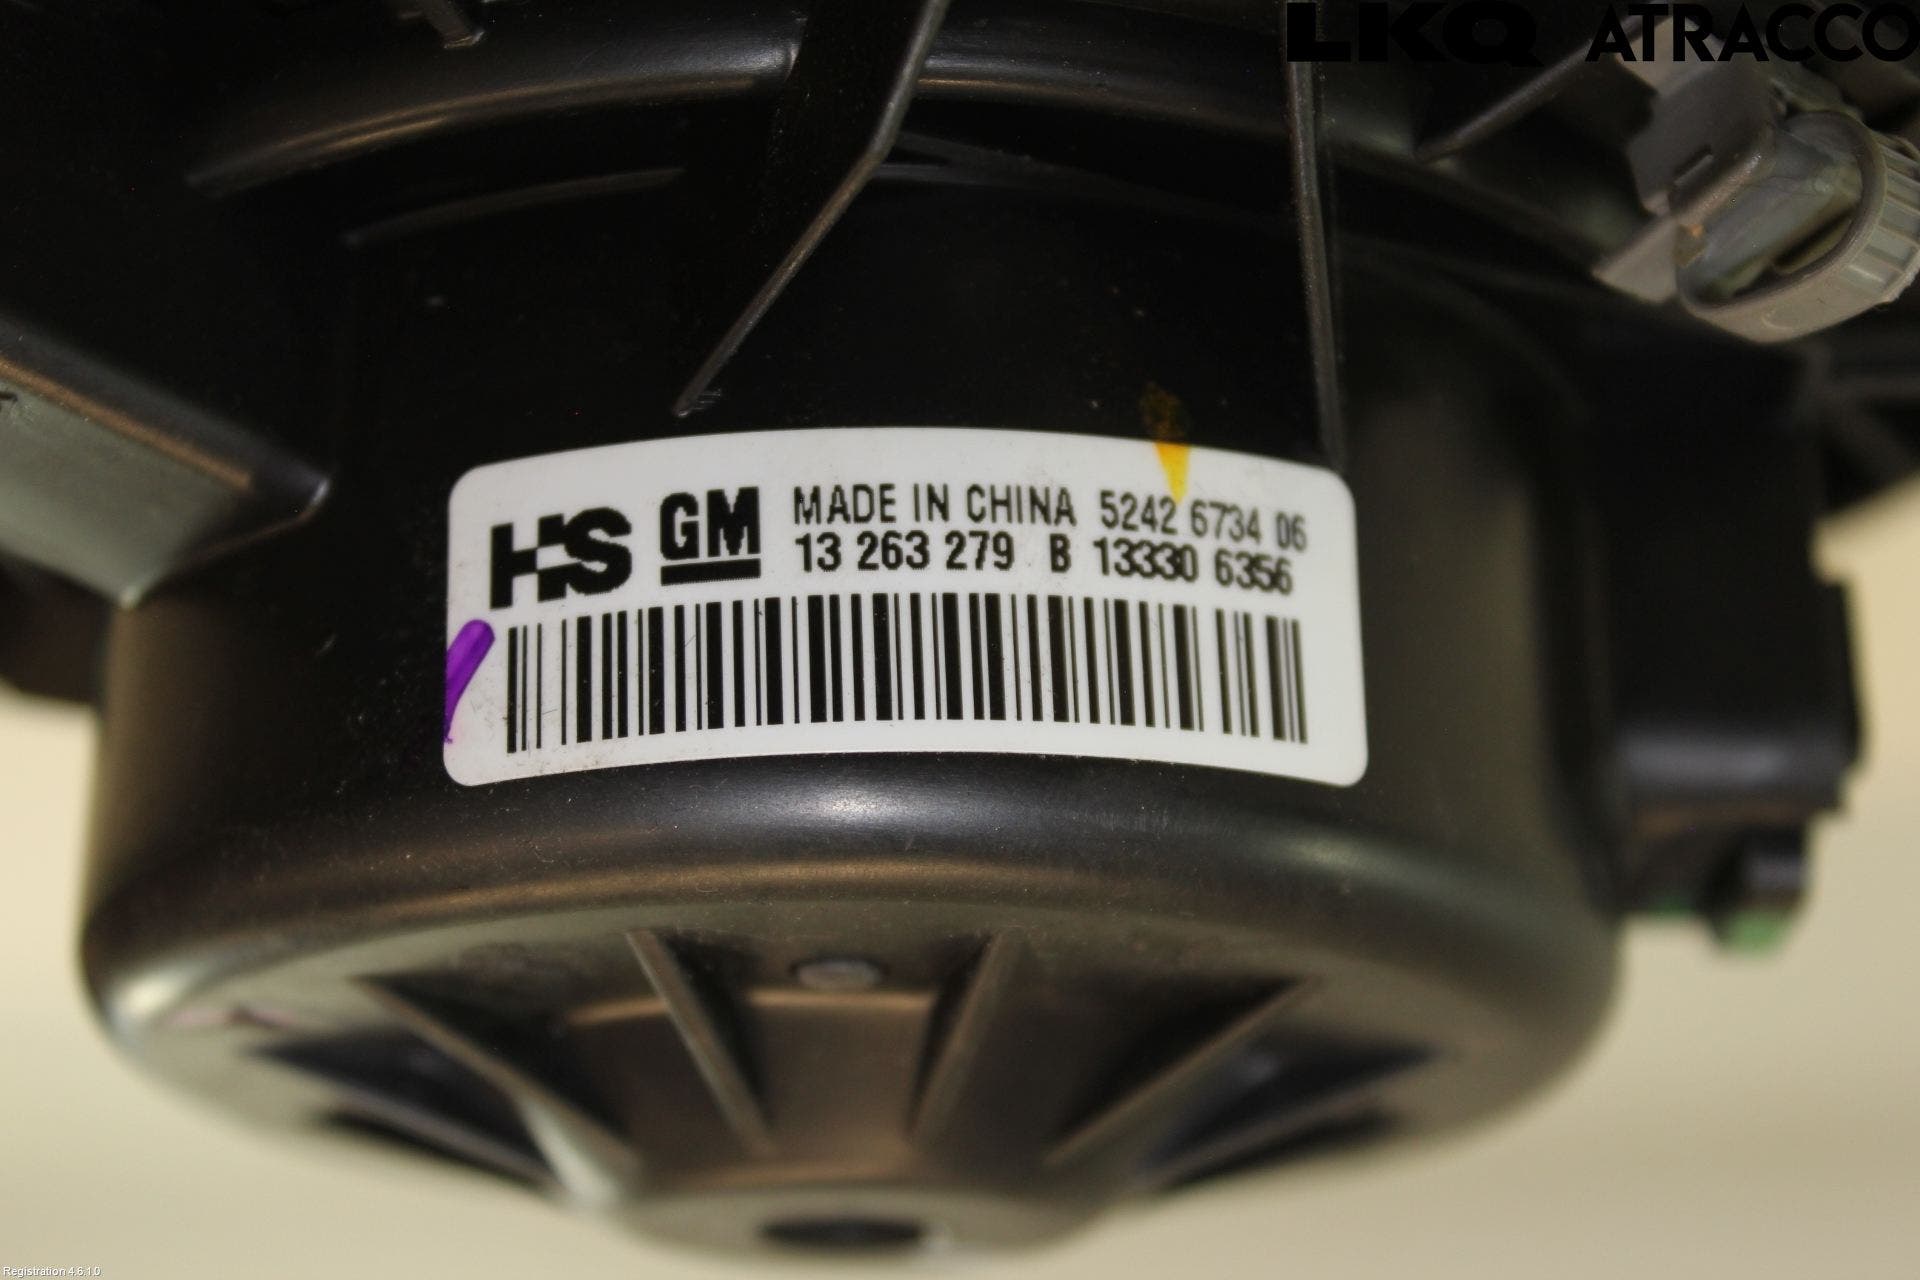 LKQ ATRACCO
HS GM MADE IN CHINA 5242 6734 06
13 263 279 B 13330 6356
Registration 4.6.1.0